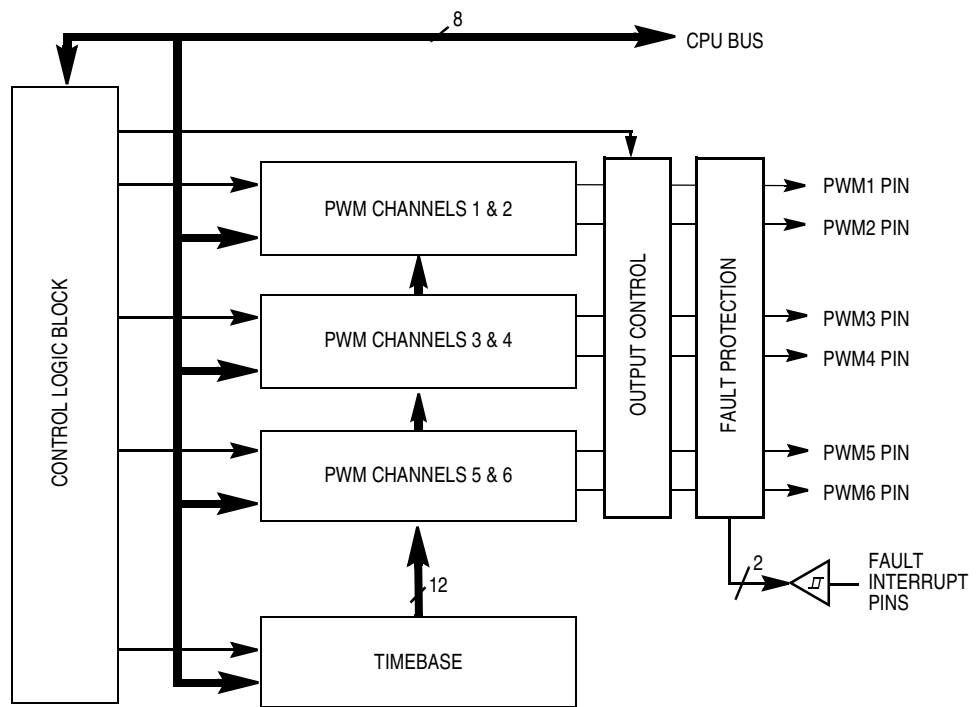 8
CPU BUS
CONTROL LOGIC BLOCK
PWM CHANNELS 1 & 2
PWM CHANNELS 3 & 4
PWM CHANNELS 5 & 6
12
TIMEBASE
OUTPUT CONTROL
FAULT PROTECTION
PWM1 PIN
PWM2 PIN
PWM3 PIN
PWM4 PIN
PWM5 PIN
PWM6 PIN
2
FAULT
INTERRUPT
PINS